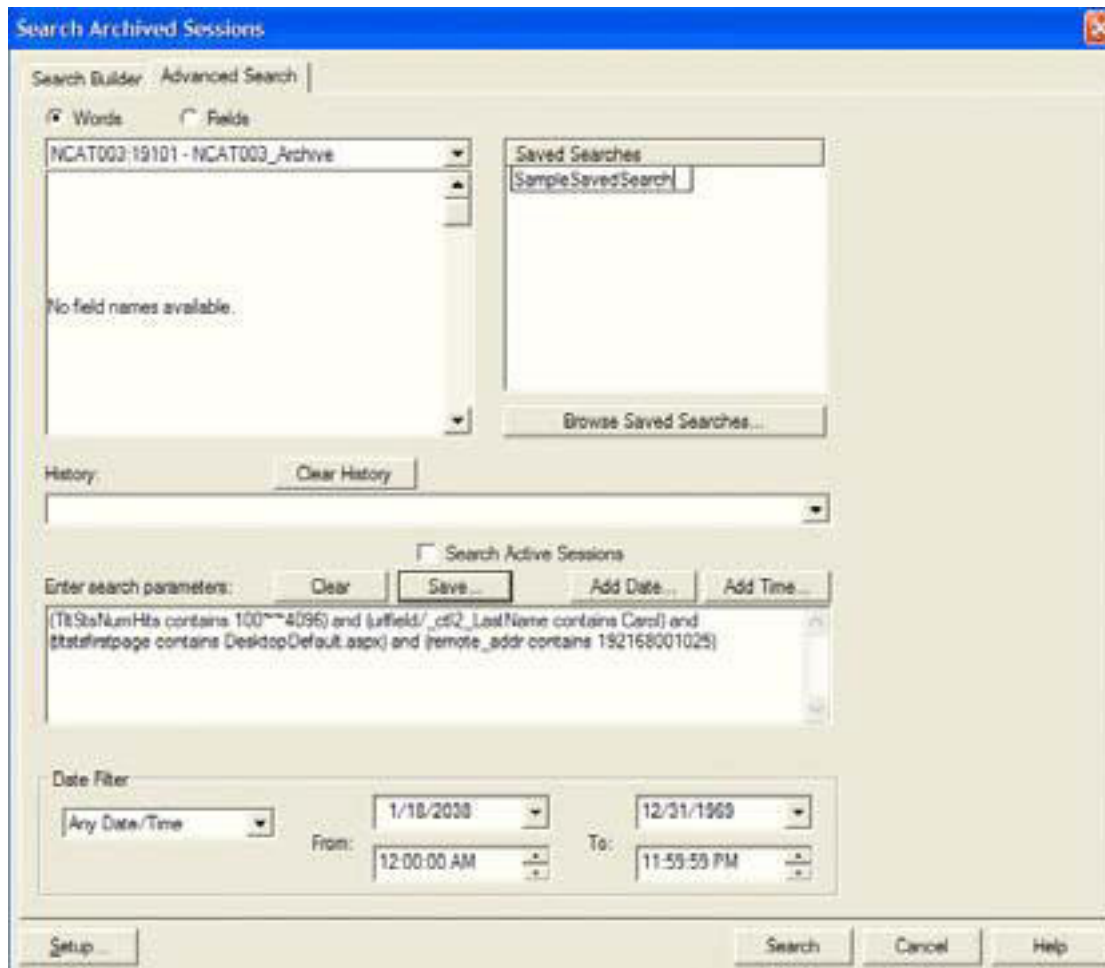 Search Archived Sessions
Search Builder Advanced Search
Words Fields
NCAT003:19101 - NCAT003_Archive
Saved Searches
SampleSavedSearch
No field names available.
Browse Saved Searches...
History:
Clear History
Search Active Sessions
Enter search parameters:
Clear
Save...
Add Date...
Add Time...
(TltStsNumHits contains 100~~4096) and (urlfield/_ctl2_LastName contains Carol) and
(tltstsfirstpage contains DesktopDefault.aspx) and (remote_addr contains 192168001025)
Date Filter
Any Date/Time
From:
1/18/2038
12:00:00 AM
To:
12/31/1969
11:59:59 PM
Setup...
Search
Cancel
Help